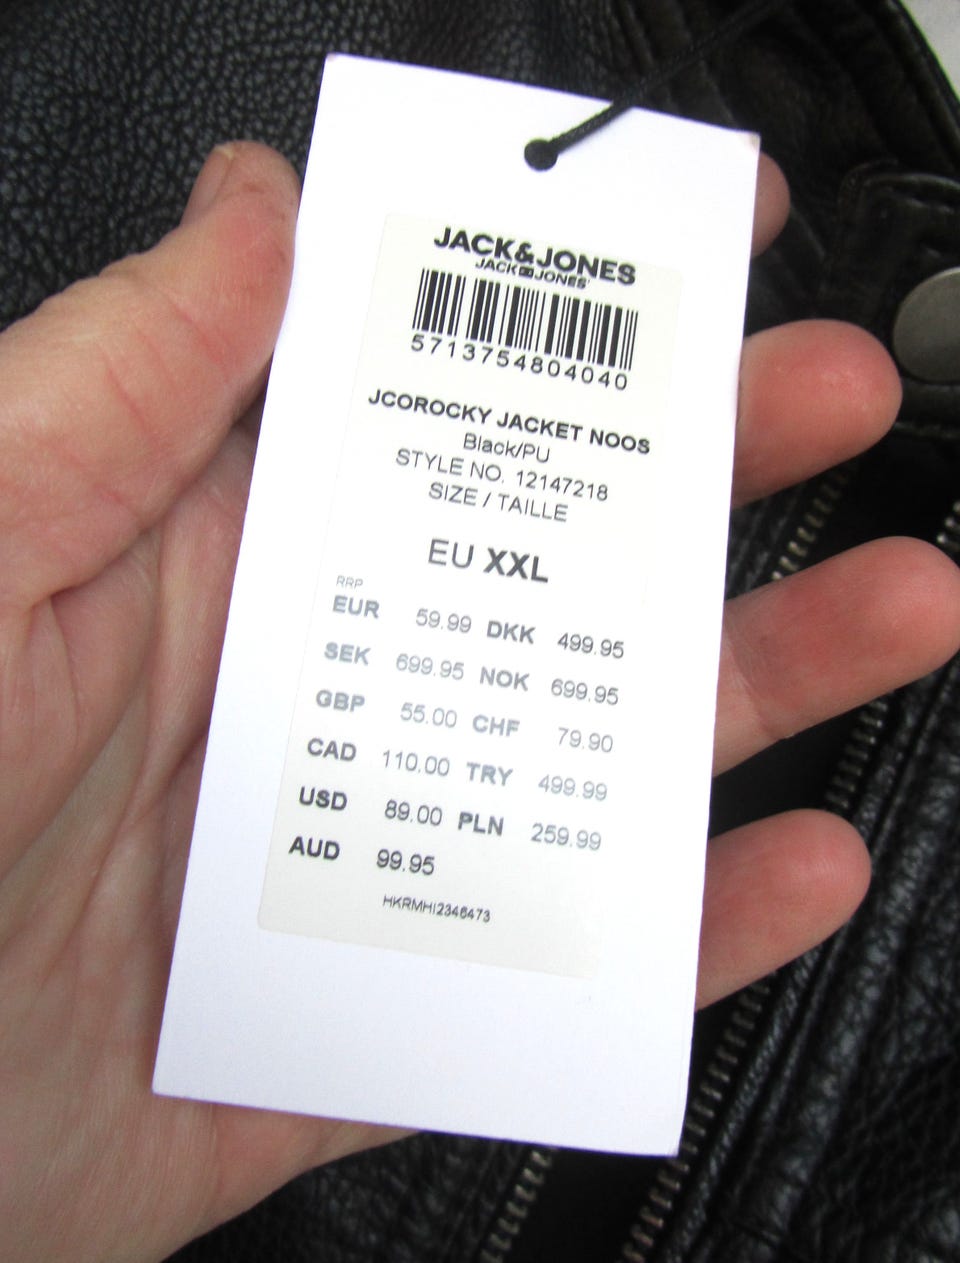 JACK&JONES
JACK JONES
5713754804040
JCOROCKY JACKET NOOS
Black/PU
STYLE NO. 12147218
SIZE / TAILLE
EU XXL
RRP
EUR 59.99 DKK 499.95
SEK 699.95 NOK 699.95
GBP 55.00 CHF 79.90
CAD 110.00 TRY 499.99
USD 89.00 PLN 259.99
AUD 99.95
HKRMHI2346473